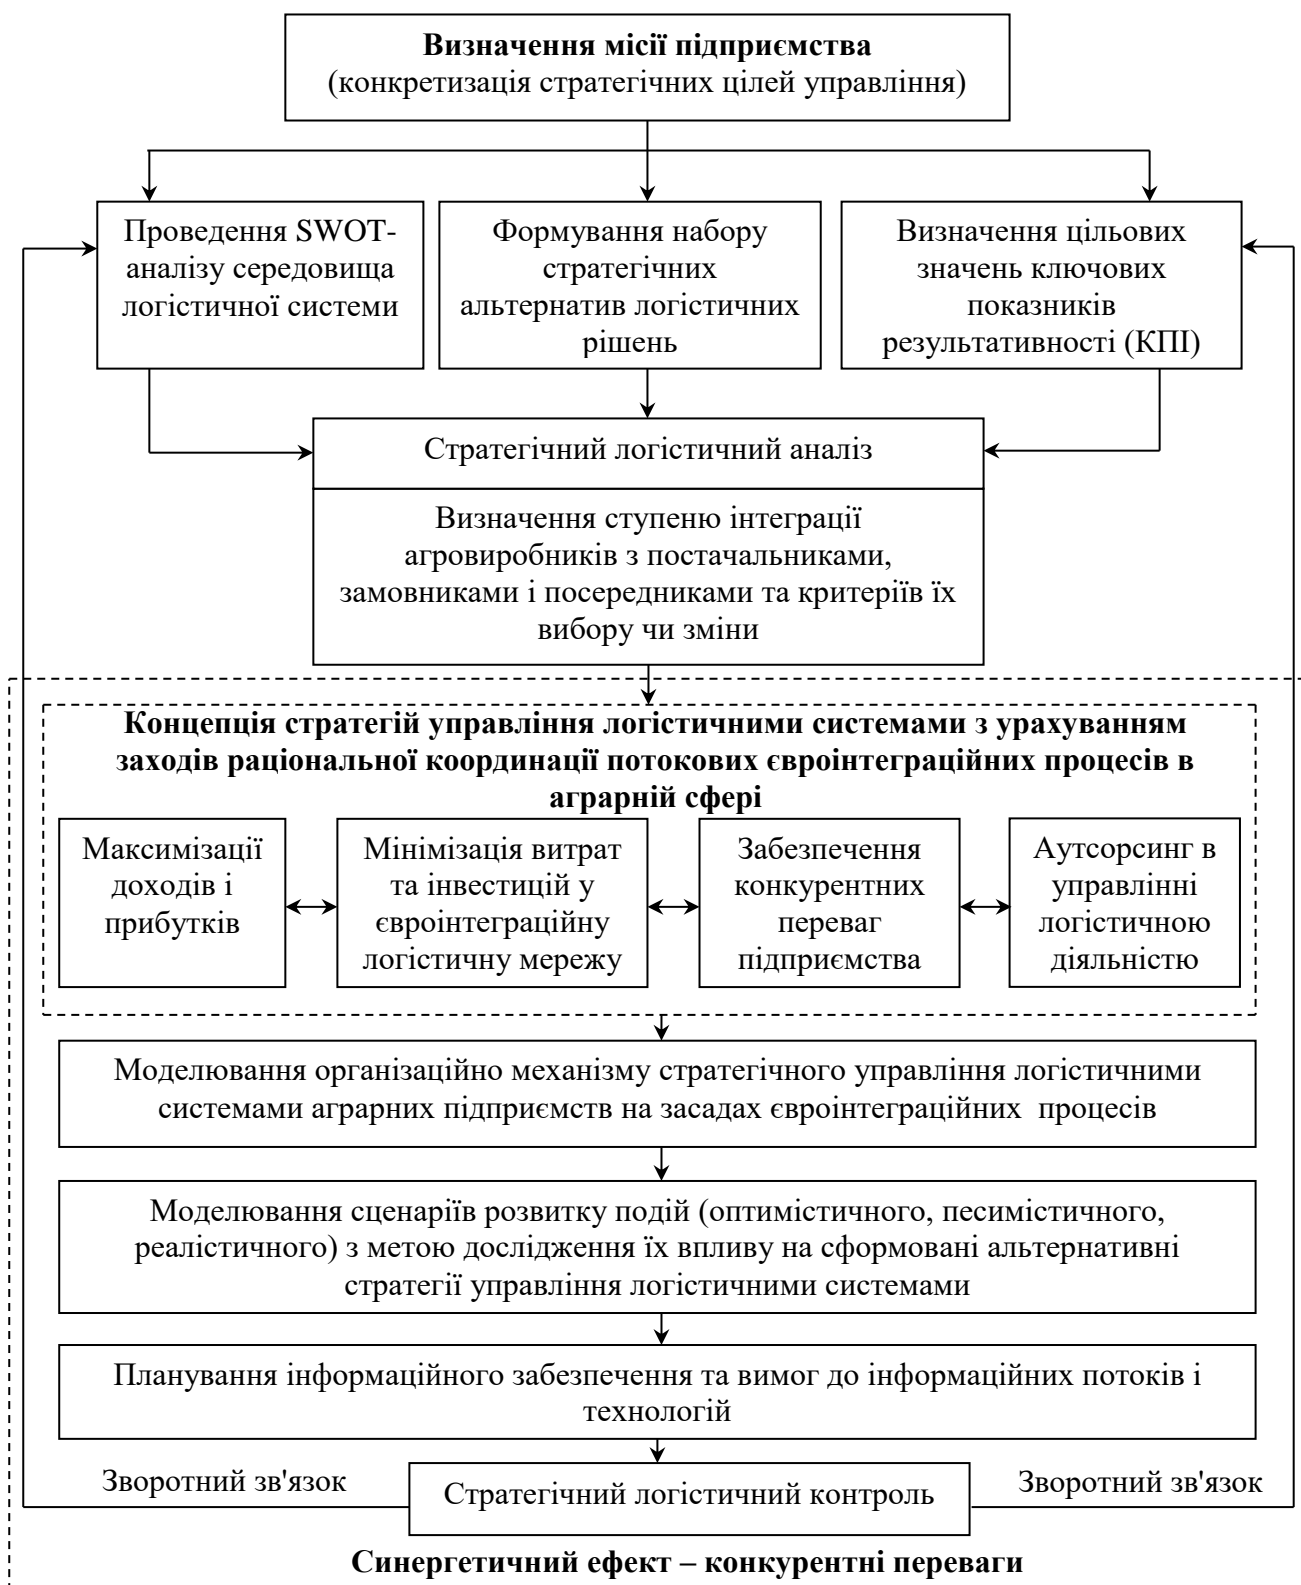 Визначення місії підприємства
(конкретизація стратегічних цілей управління)
Проведення SWOT-
аналізу середовища
логістичної системи
Формування набору
стратегічних
альтернатив логістичних
рішень
Визначення цільових
значень ключових
показників
результативності (КПІ)
Стратегічний логістичний аналіз
Визначення ступеню інтеграції
агровиробників з постачальниками,
замовниками і посередниками та критеріїв їх
вибору чи зміни
Концепція стратегій управління логістичними системами з урахуванням
заходів раціональної координації потокових євроінтеграційних процесів в
аграрній сфері
Максимізації
доходів і
прибутків
Мінімізація витрат
та інвестицій у
євроінтеграційну
логістичну мережу
Забезпечення
конкурентних
переваг
підприємства
Аутсорсинг в
управлінні
логістичною
діяльністю
Моделювання організаційно механізму стратегічного управління логістичними
системами аграрних підприємств на засадах євроінтеграційних  процесів
Моделювання сценаріїв розвитку подій (оптимістичного, песимістичного,
реалістичного) з метою дослідження їх впливу на сформовані альтернативні
стратегії управління логістичними системами
Планування інформаційного забезпечення та вимог до інформаційних потоків і
технологій
Зворотний зв'язок
Стратегічний логістичний контроль
Зворотний зв'язок
Синергетичний ефект – конкурентні переваги